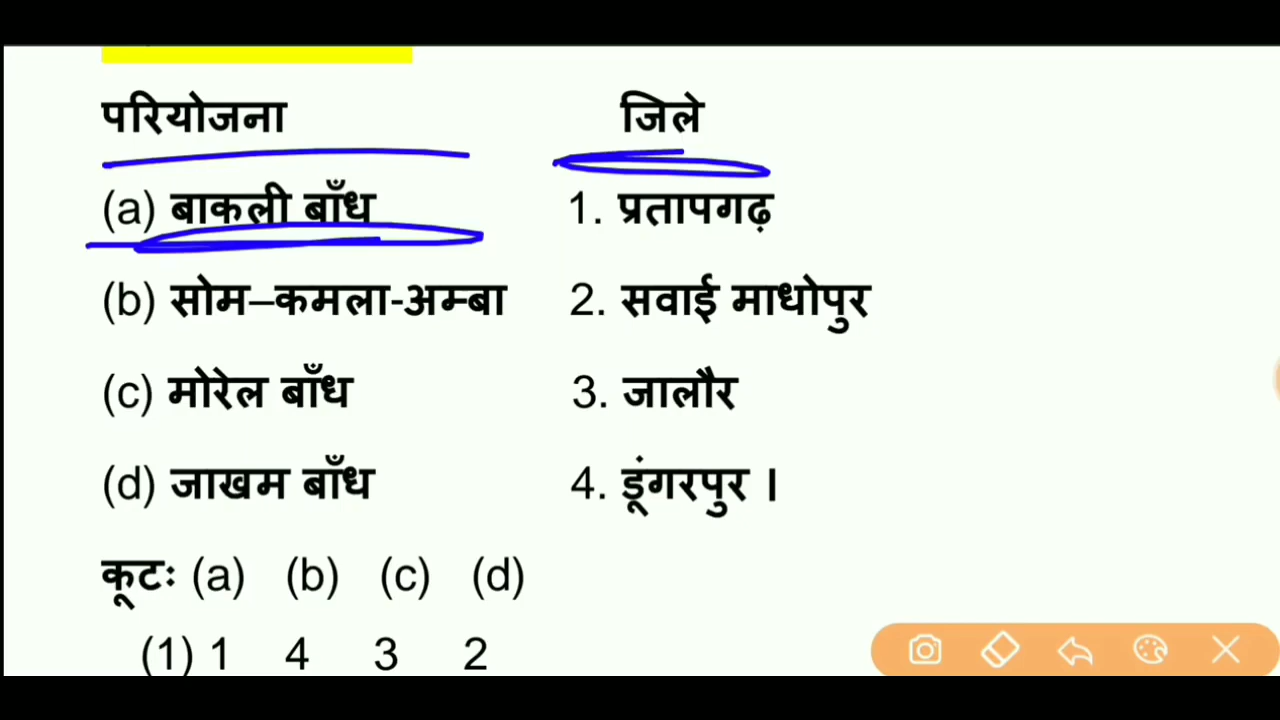 परियोजना जिले
(a) बाकली बाँध 1. प्रतापगढ़
(b) सोम–कमला-अम्बा 2. सवाई माधोपुर
(c) मोरेल बाँध 3. जालौर
(d) जाखम बाँध 4. डूंगरपुर ।
कूटः (a) (b) (c) (d)
(1) 1 4 3 2